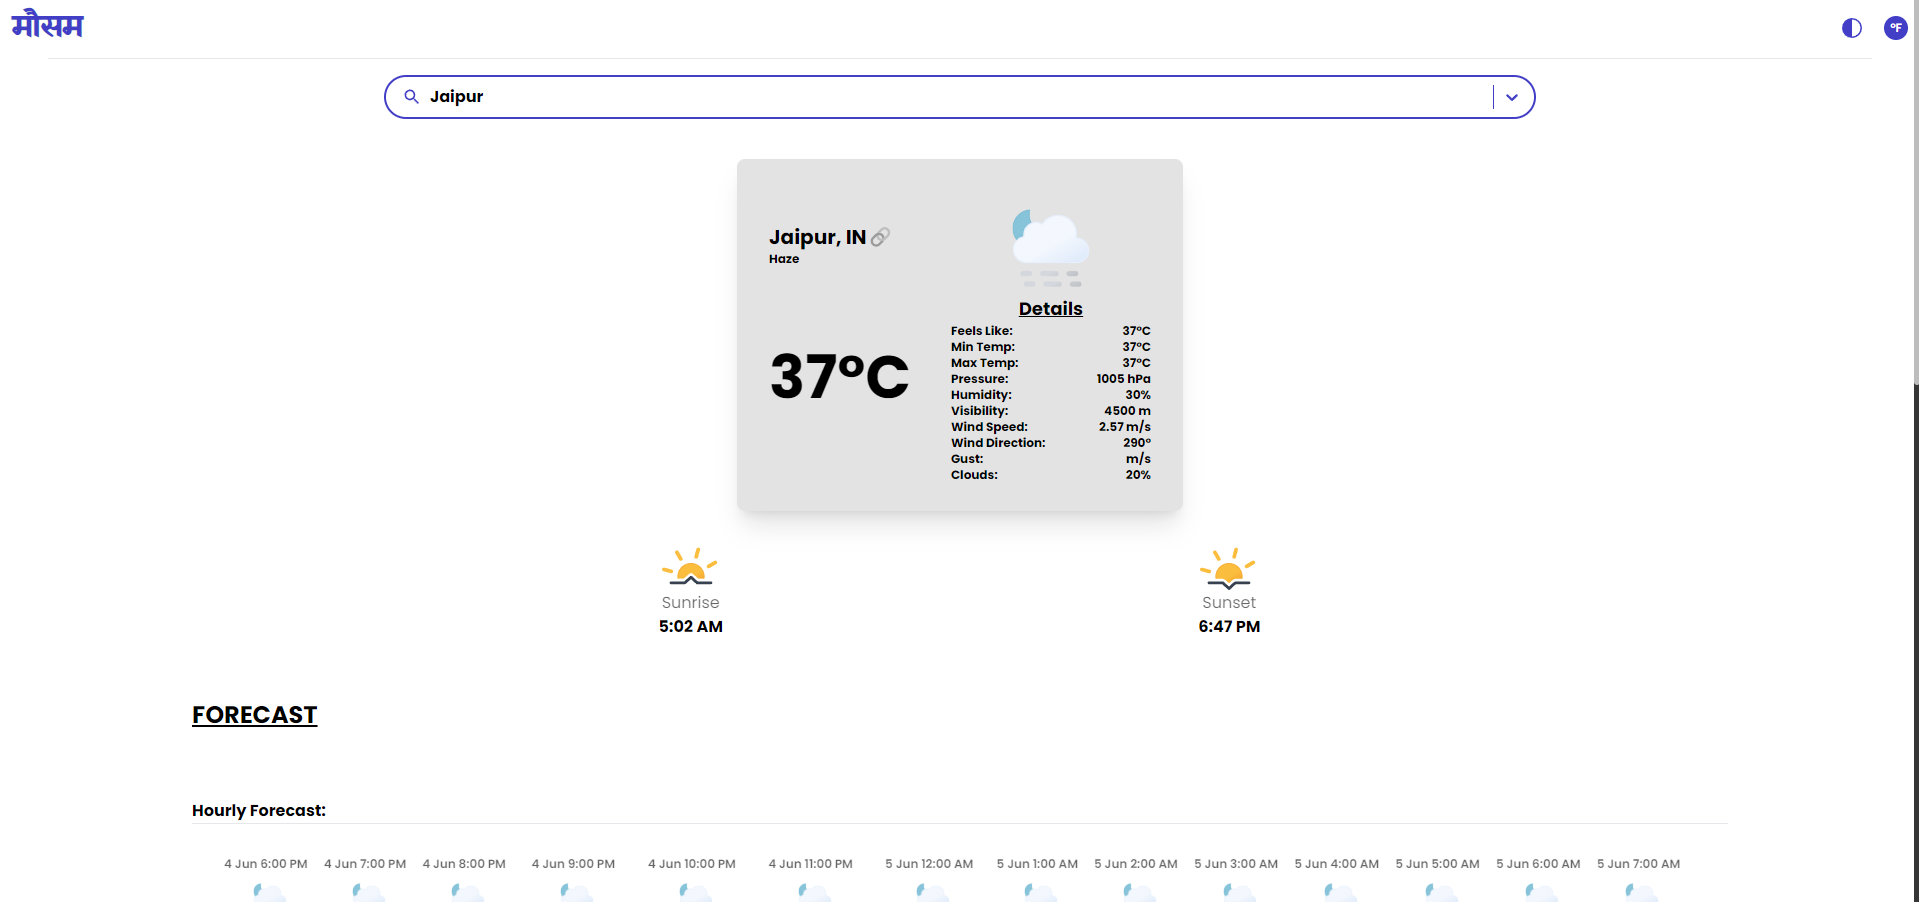 मौसम
°F
Jaipur
Jaipur, IN
Haze
37°C
Details
Feels Like: 37°C
Min Temp: 37°C
Max Temp: 37°C
Pressure: 1005 hPa
Humidity: 30%
Visibility: 4500 m
Wind Speed: 2.57 m/s
Wind Direction: 290°
Gust: m/s
Clouds: 20%
Sunrise
5:02 AM
Sunset
6:47 PM
FORECAST
Hourly Forecast:
4 Jun 6:00 PM 4 Jun 7:00 PM 4 Jun 8:00 PM 4 Jun 9:00 PM 4 Jun 10:00 PM 4 Jun 11:00 PM 5 Jun 12:00 AM 5 Jun 1:00 AM 5 Jun 2:00 AM 5 Jun 3:00 AM 5 Jun 4:00 AM 5 Jun 5:00 AM 5 Jun 6:00 AM 5 Jun 7:00 AM